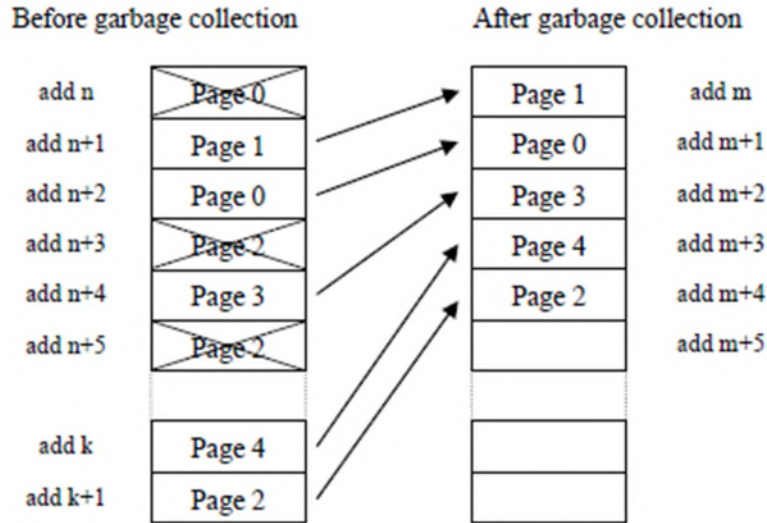 Before garbage collection After garbage collection
add n Page 0 Page 1 add m
add n+1 Page 1 Page 0 add m+1
add n+2 Page 0 Page 3 add m+2
add n+3 Page 2 Page 4 add m+3
add n+4 Page 3 Page 2 add m+4
add n+5 Page 2 add m+5
add k Page 4
add k+1 Page 2